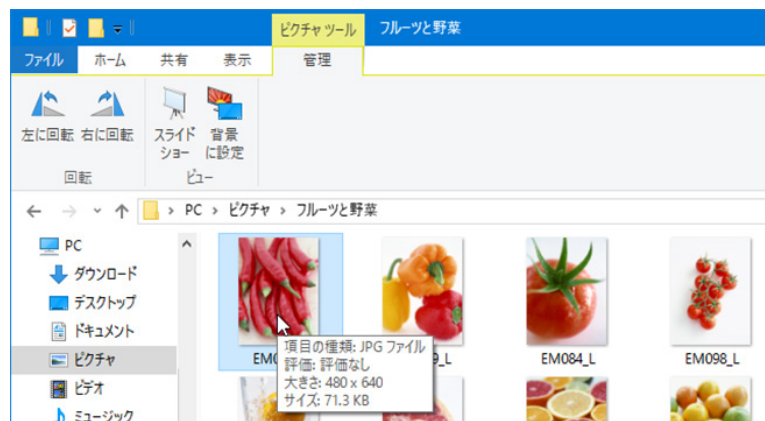 ピクチャ ツール
フルーツと野菜
ファイル
ホーム
共有
表示
管理
左に回転
右に回転
スライド
ショー
背景
に設定
回転
ビュー
PC › ピクチャ › フルーツと野菜
PC
ダウンロード
デスクトップ
ドキュメント
ピクチャ
ビデオ
ミュージック
EM084_L
EM098_L
項目の種類: JPG ファイル
評価: 評価なし
大きさ: 480 x 640
サイズ: 71.3 KB